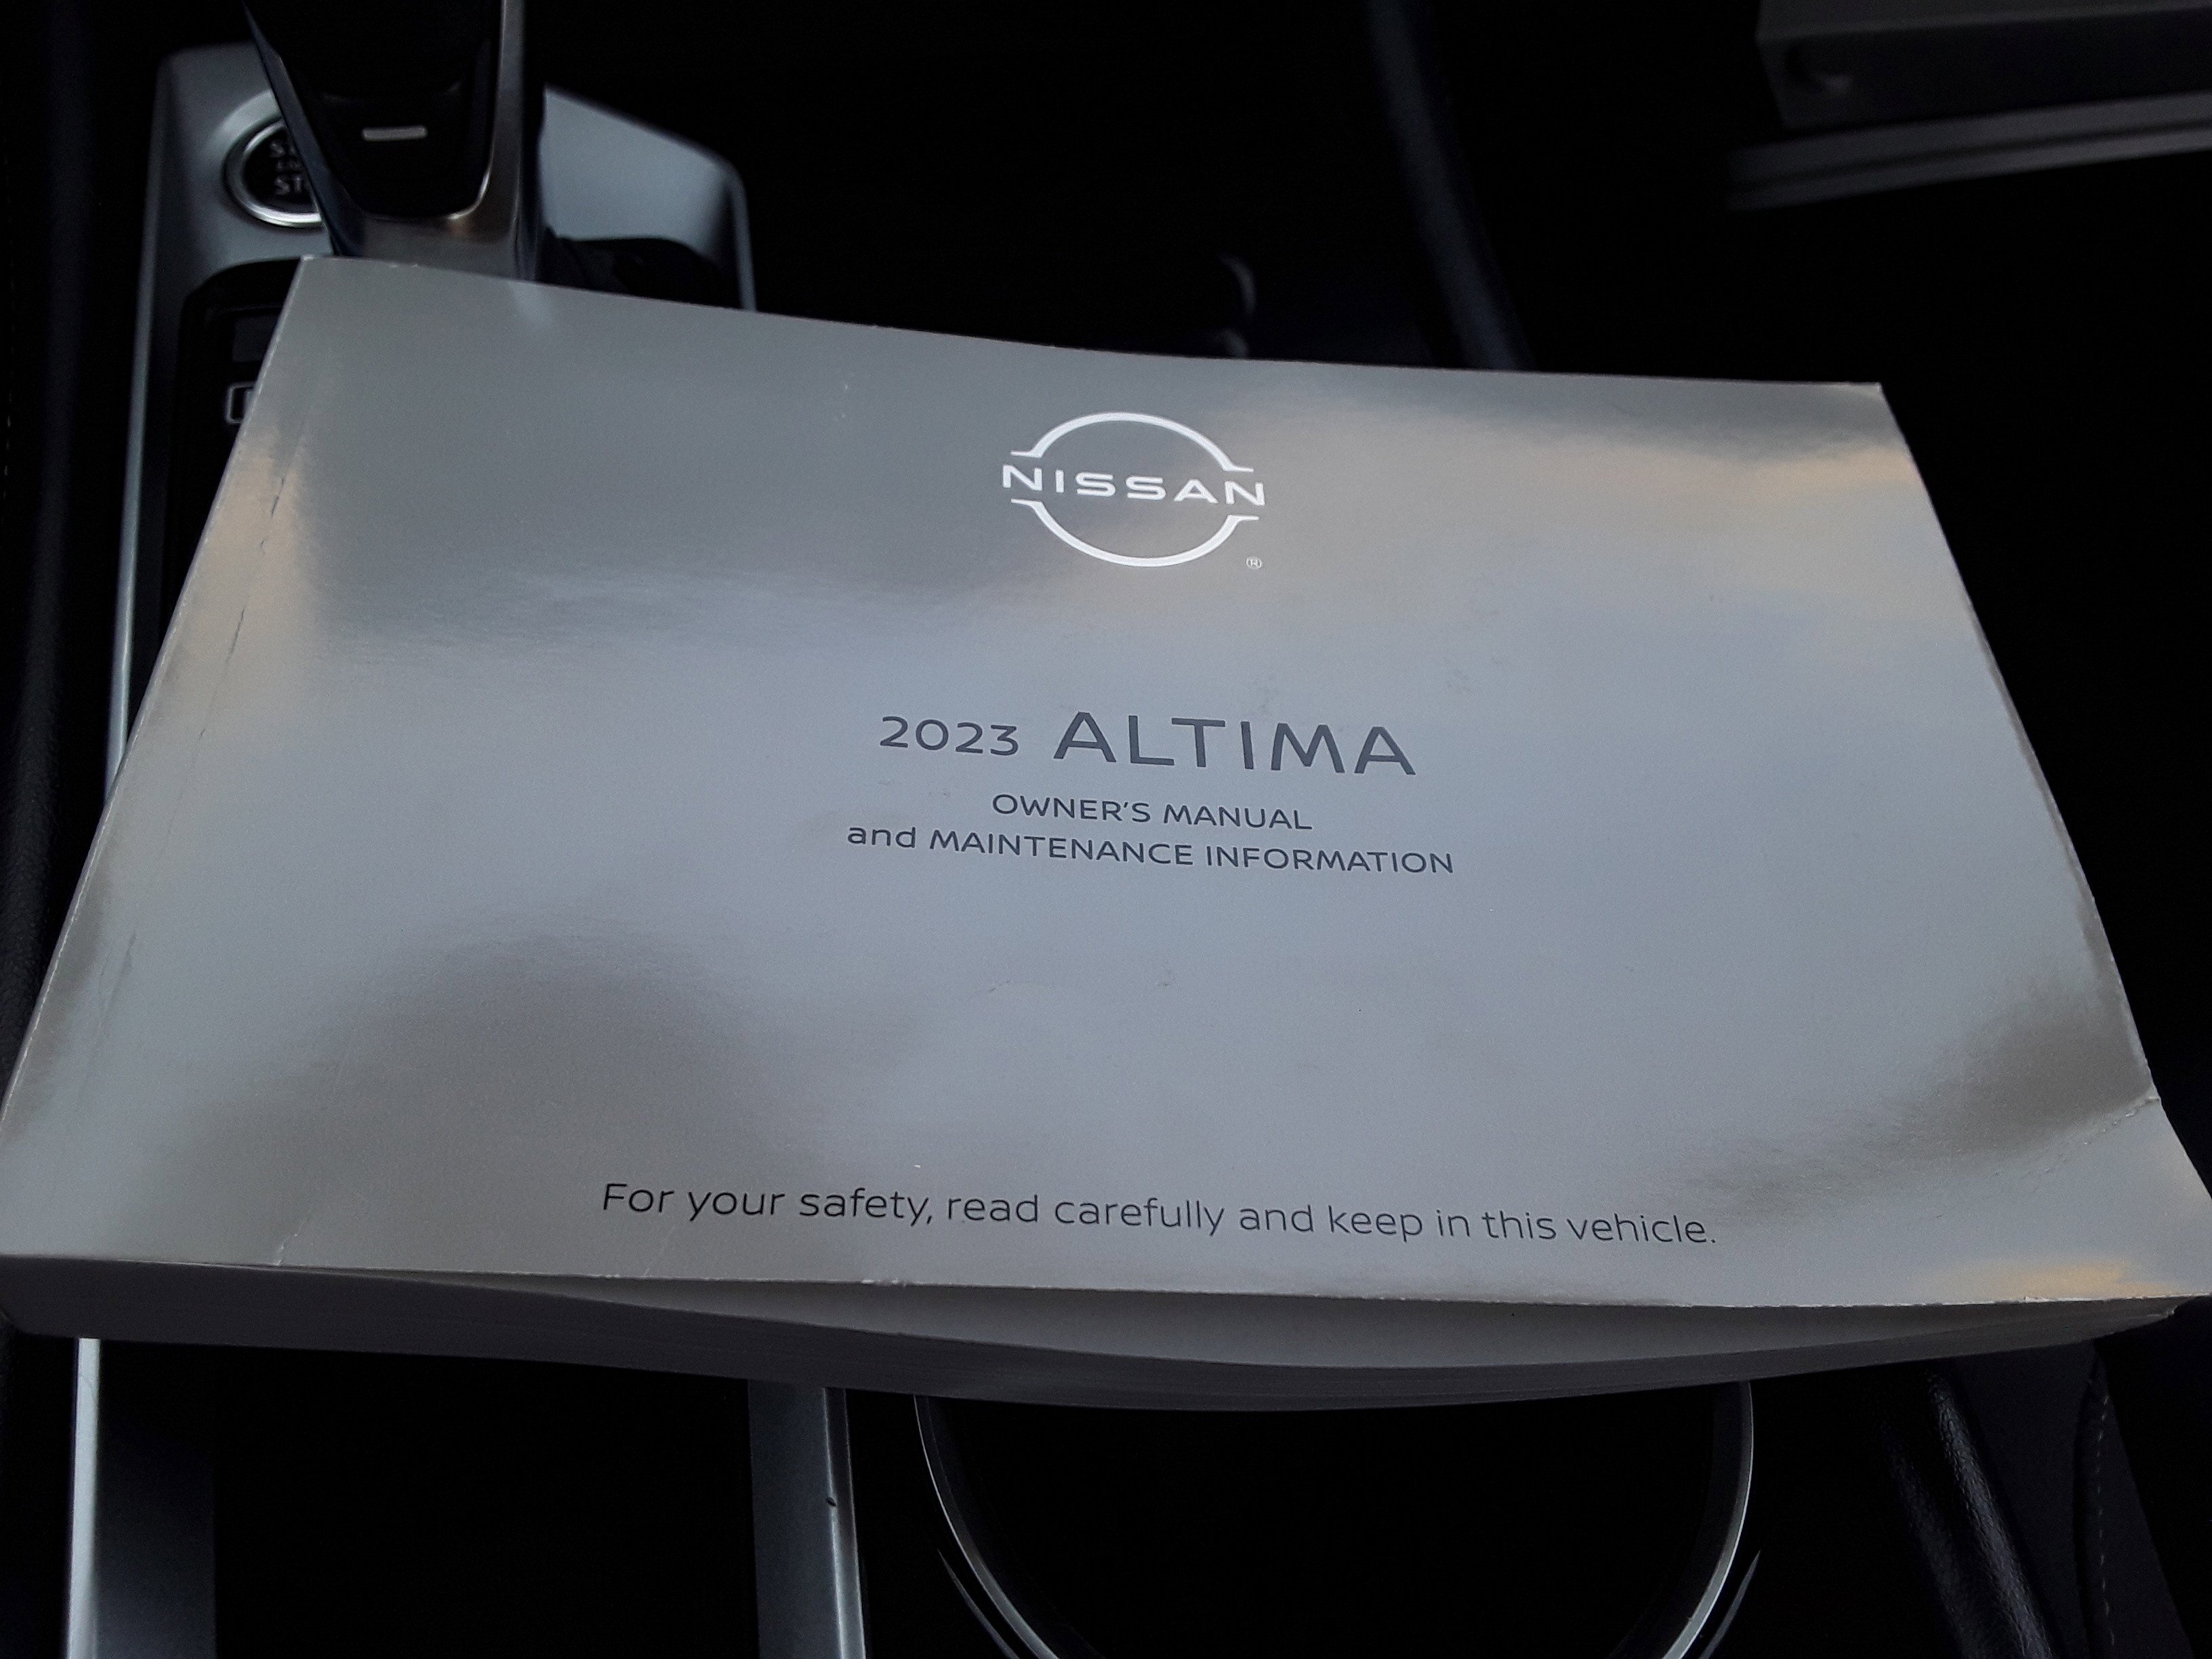 NISSAN
®
2023 ALTIMA
OWNER'S MANUAL
and MAINTENANCE INFORMATION
For your safety, read carefully and keep in this vehicle.